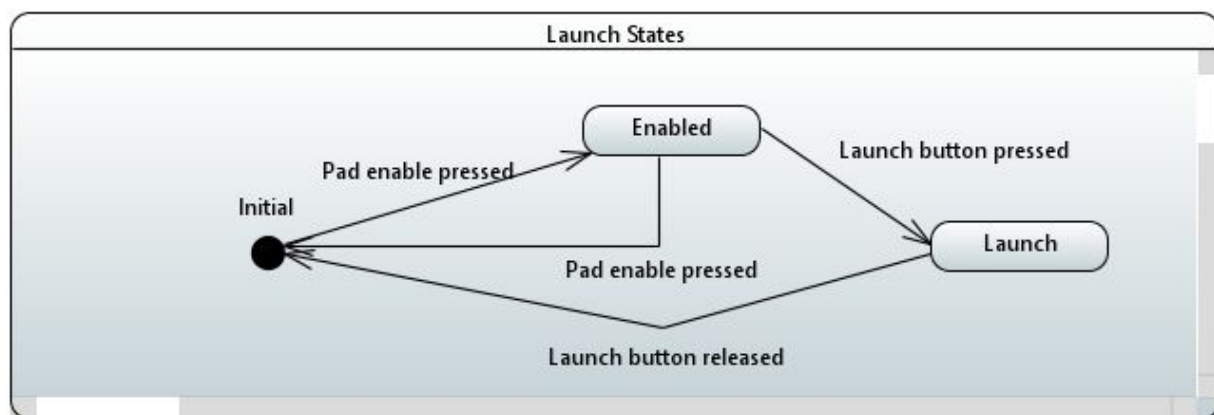 Launch States
Enabled
Launch button pressed
Pad enable pressed
Initial
Launch
Pad enable pressed
Launch button released